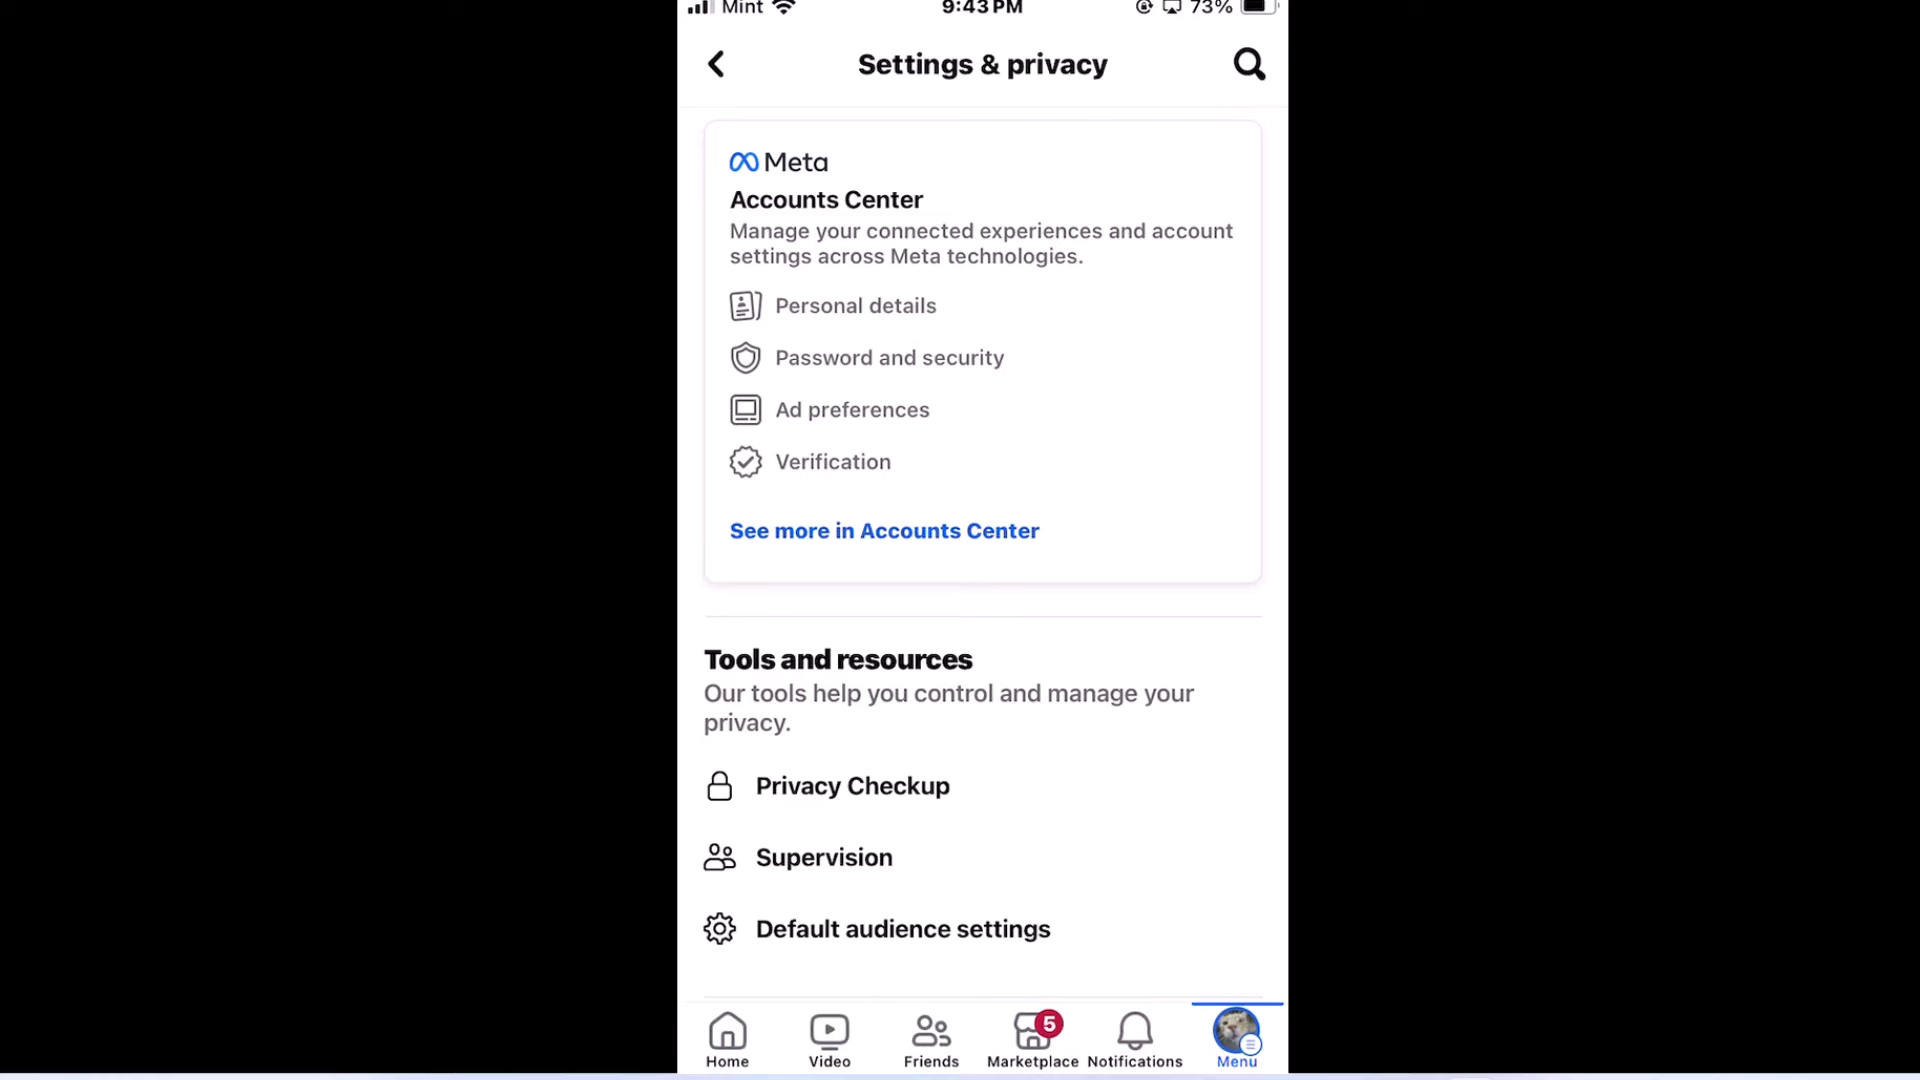 Mint 9:43 PM 73%
Settings & privacy
Meta
Accounts Center
Manage your connected experiences and account
settings across Meta technologies.
Personal details
Password and security
Ad preferences
Verification
See more in Accounts Center
Tools and resources
Our tools help you control and manage your
privacy.
Privacy Checkup
Supervision
Default audience settings
5
Home Video Friends Marketplace Notifications Menu